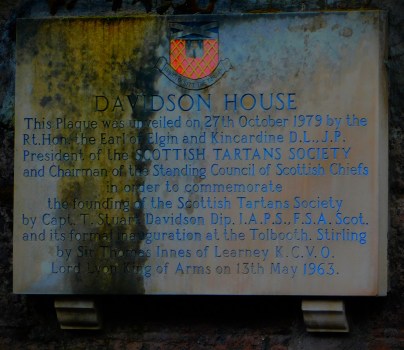 DAVIDSON HOUSE
This Plaque was unveiled on 27th October 1979 by the
Rt. Hon. the Earl of Elgin and Kincardine D.L., J.P.
President of the SCOTTISH TARTANS SOCIETY
and Chairman of the Standing Council of Scottish Chiefs
in order to commemorate
the founding of the Scottish Tartans Society
by Capt. T. Stuart Davidson Dip. I.A.P.S., F.S.A. Scot.
and its formal inauguration at the Tolbooth, Stirling
by Sir Thomas Innes of Learney K.C.V.O.
Lord Lyon King of Arms on 13th May 1963.